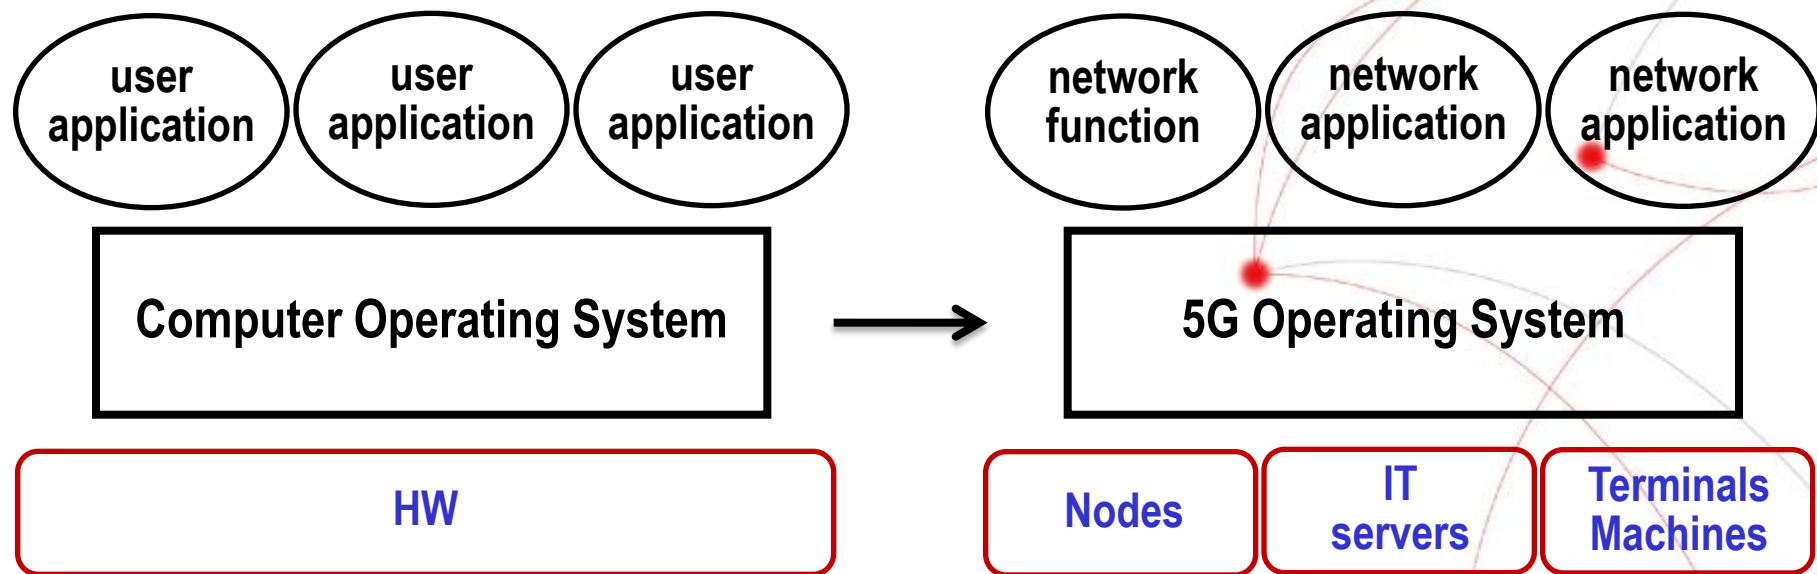 user
application
user
application
user
application
Computer Operating System
HW
network
function
network
application
network
application
5G Operating System
Nodes
IT
servers
Terminals
Machines